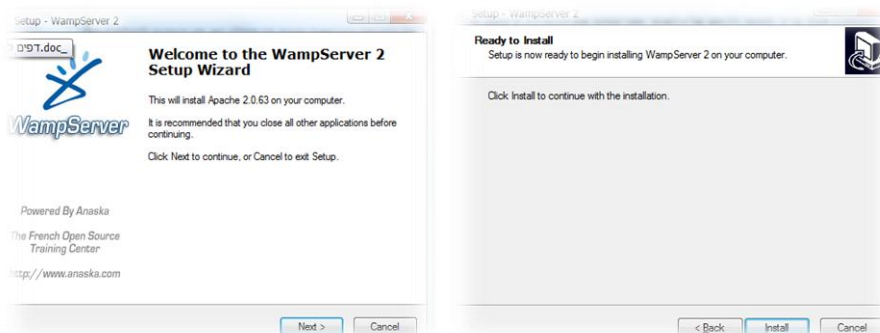 Setup - WampServer 2
דפים.doc_
Welcome to the WampServer 2
Setup Wizard
This will install Apache 2.0.63 on your computer.
It is recommended that you close all other applications before
continuing.
Click Next to continue, or Cancel to exit Setup.
WampServer
Powered By Anaska
The French Open Source
Training Center
http://www.anaska.com
Next >
Cancel
Setup - WampServer 2
Ready to Install
Setup is now ready to begin installing WampServer 2 on your computer.
Click Install to continue with the installation.
< Back
Install
Cancel